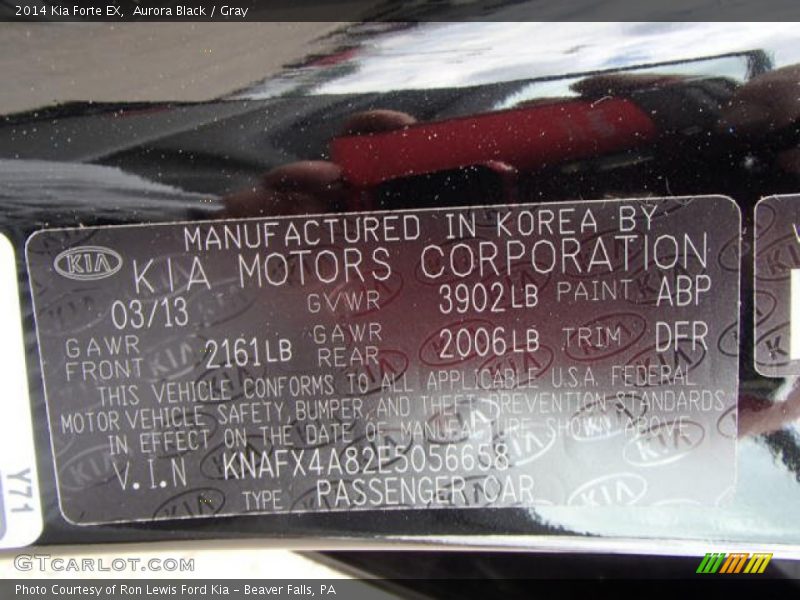 2014 Kia Forte EX,  Aurora Black / Gray
MANUFACTURED IN KOREA BY
KIA KIA MOTORS CORPORATION
03/13 GVWR 3902LB PAINT ABP
GAWR FRONT 2161LB GAWR REAR 2006LB TRIM DFR
THIS VEHICLE CONFORMS TO ALL APPLICABLE U.S.A. FEDERAL
MOTOR VEHICLE SAFETY, BUMPER, AND THEFT PREVENTION STANDARDS
IN EFFECT ON THE DATE OF MANUFACTURE SHOWN ABOVE
V.I.N KNAFX4A82E5056658
TYPE PASSENGER CAR
Y71
GTCARLOT.COM
Photo Courtesy of Ron Lewis Ford Kia – Beaver Falls, PA